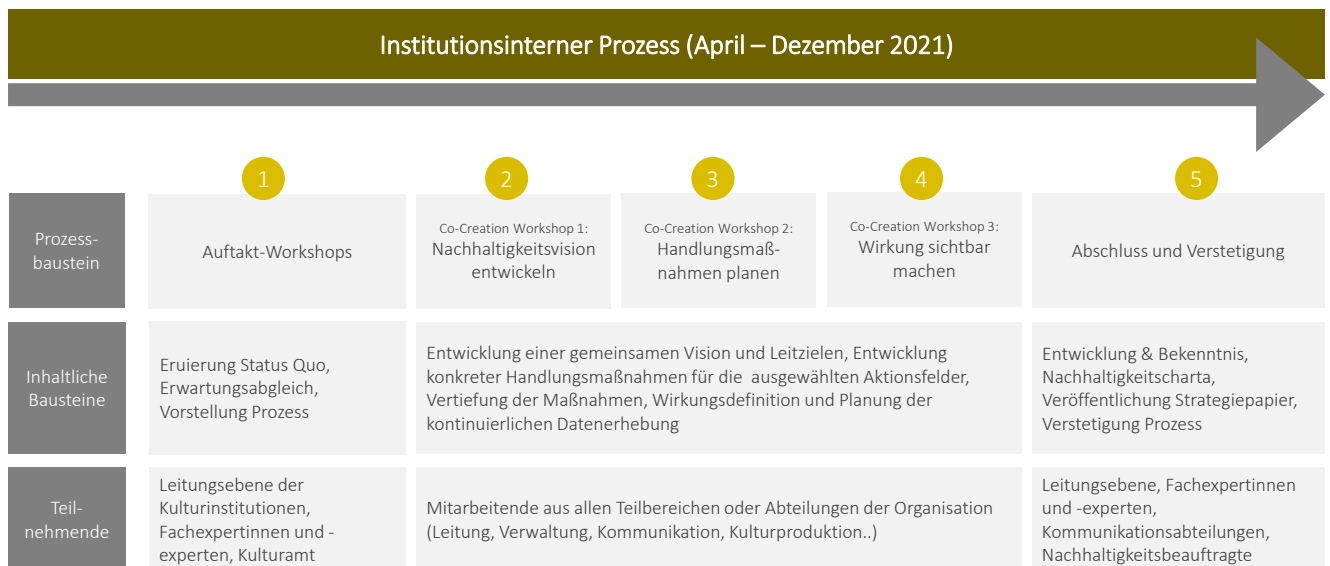 Institutionsinterner Prozess (April – Dezember 2021)
1
2
3
4
5
Prozess-
baustein
Auftakt-Workshops
Co-Creation Workshop 1:
Nachhaltigkeitsvision
entwickeln
Co-Creation Workshop 2:
Handlungsmaß-
nahmen planen
Co-Creation Workshop 3:
Wirkung sichtbar
machen
Abschluss und Verstetigung
Inhaltliche
Bausteine
Eruierung Status Quo,
Erwartungsabgleich,
Vorstellung Prozess
Entwicklung einer gemeinsamen Vision und Leitzielen, Entwicklung
konkreter Handlungsmaßnahmen für die ausgewählten Aktionsfelder,
Vertiefung der Maßnahmen, Wirkungsdefinition und Planung der
kontinuierlichen Datenerhebung
Entwicklung & Bekenntnis,
Nachhaltigkeitscharta,
Veröffentlichung Strategiepapier,
Verstetigung Prozess
Teil-
nehmende
Leitungsebene der
Kulturinstitutionen,
Fachexpertinnen und -
experten, Kulturamt
Mitarbeitende aus allen Teilbereichen oder Abteilungen der Organisation
(Leitung, Verwaltung, Kommunikation, Kulturproduktion..)
Leitungsebene, Fachexpertinnen
und -experten,
Kommunikationsabteilungen,
Nachhaltigkeitsbeauftragte